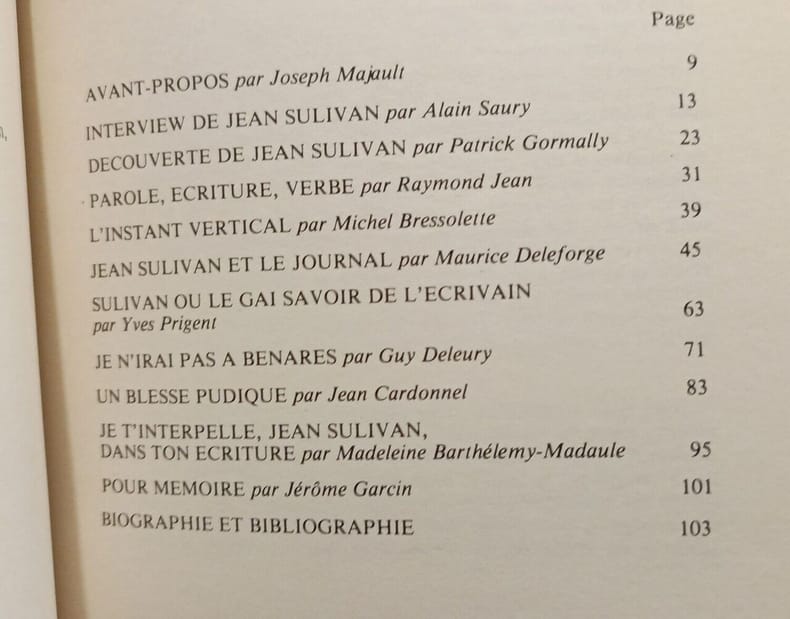 Page
AVANT-PROPOS par Joseph Majault 9
INTERVIEW DE JEAN SULIVAN par Alain Saury 13
DECOUVERTE DE JEAN SULIVAN par Patrick Gormally 23
PAROLE, ECRITURE, VERBE par Raymond Jean 31
L'INSTANT VERTICAL par Michel Bressolette 39
JEAN SULIVAN ET LE JOURNAL par Maurice Deleforge 45
SULIVAN OU LE GAI SAVOIR DE L'ECRIVAIN
par Yves Prigent 63
JE N'IRAI PAS A BENARES par Guy Deleury 71
UN BLESSE PUDIQUE par Jean Cardonnel 83
JE T'INTERPELLE, JEAN SULIVAN,
DANS TON ECRITURE par Madeleine Barthélemy-Madaule 95
POUR MEMOIRE par Jérôme Garcin 101
BIOGRAPHIE ET BIBLIOGRAPHIE 103